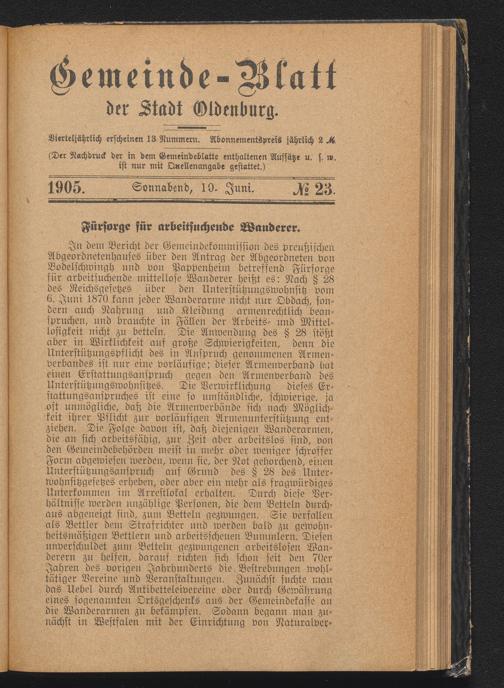 Gemeinde-Blatt
der Stadt Oldenburg.
Vierteljährlich erscheinen 13 Nummern. Abonnementspreis jährlich 2 ℳ
(Der Nachdruck der in dem Gemeindeblatte enthaltenen Aufsätze u. s. w.
ist nur mit Quellenangabe gestattet.)
1905. Sonnabend, 10. Juni. № 23.
Fürsorge für arbeitsuchende Wanderer.
In dem Bericht der Gemeindekommission des preußischen
Abgeordnetenhauses über den Antrag der Abgeordneten von
Bodelschwingh und von Pappenheim betreffend Fürsorge
für arbeitsuchende mittellose Wanderer heißt es: Nach § 28
des Reichsgesetzes über den Unterstützungswohnsitz vom
6. Juni 1870 kann jeder Wanderarme nicht nur Obdach, son-
dern auch Nahrung und Kleidung armenrechtlich bean-
spruchen, und brauchte in Fällen der Arbeits- und Mittel-
losigkeit nicht zu betteln. Die Anwendung des § 28 stößt
aber in Wirklichkeit auf große Schwierigkeiten, denn die
Unterstützungspflicht des in Anspruch genommenen Armen-
verbandes ist nur eine vorläufige; dieser Armenverband hat
einen Erstattungsanspruch gegen den Armenverband des
Unterstützungswohnsitzes. Die Verwirklichung dieses Er-
stattungsanspruches ist eine so umständliche, schwierige, ja
oft unmögliche, daß die Armenverbände sich nach Möglich-
keit ihrer Pflicht zur vorläufigen Armenunterstützung ent-
ziehen. Die Folge davon ist, daß diejenigen Wanderarmen,
die an sich arbeitsfähig, zur Zeit aber arbeitslos sind, von
den Gemeindebehörden meist in mehr oder weniger schroffer
Form abgewiesen werden, wenn sie, der Not gehorchend, einen
Unterstützungsanspruch auf Grund des § 28 des Unter-
wohnsitzgesetzes erheben, oder aber ein mehr als fragwürdiges
Unterkommen im Arrestlokal erhalten. Durch diese Ver-
hältnisse werden unzählige Personen, die dem Betteln durch-
aus abgeneigt sind, zum Betteln gezwungen. Sie verfallen
als Bettler dem Strafrichter und werden bald zu gewohn-
heitsmäßigen Bettlern und arbeitsscheuen Bummlern. Diesen
unverschuldet zum Betteln gezwungenen arbeitslosen Wan-
derern zu helfen, darauf richten sich schon seit den 70er
Jahren des vorigen Jahrhunderts die Bestrebungen wohl-
tätiger Vereine und Veranstaltungen. Zunächst suchte man
das Uebel durch Antibettelvereine oder durch Gewährung
eines sogenannten Ortsgeschenks aus der Gemeindekasse an
die Wanderarmen zu bekämpfen. Sodann begann man zu-
nächst in Westfalen mit der Einrichtung von Naturalver-